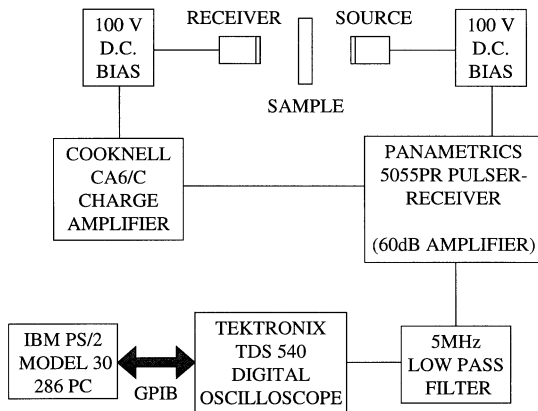 100 V
D.C.
BIAS
RECEIVER
SOURCE
100 V
D.C.
BIAS
SAMPLE
COOKNELL
CA6/C
CHARGE
AMPLIFIER
PANAMETRICS
5055PR PULSER-
RECEIVER
(60dB AMPLIFIER)
IBM PS/2
MODEL 30
286 PC
GPIB
TEKTRONIX
TDS 540
DIGITAL
OSCILLOSCOPE
5MHz
LOW PASS
FILTER